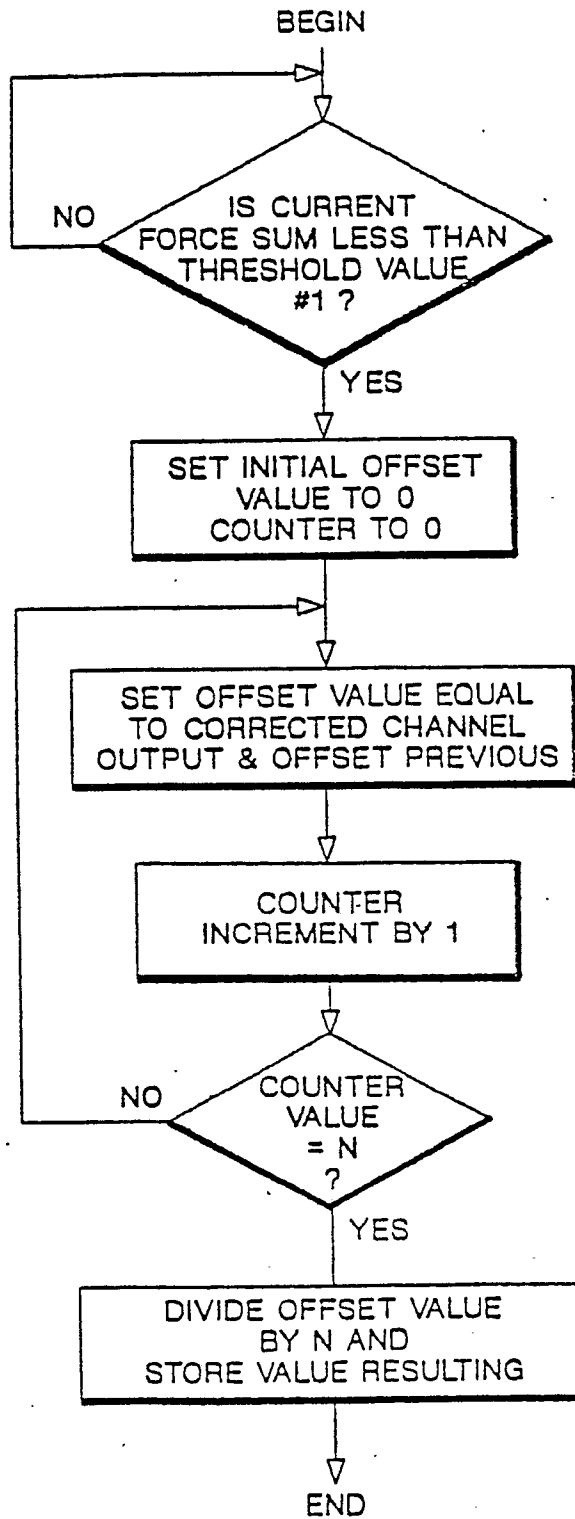 BEGIN
NO
IS CURRENT
FORCE SUM LESS THAN
THRESHOLD VALUE
#1 ?
YES
SET INITIAL OFFSET
VALUE TO 0
COUNTER TO 0
SET OFFSET VALUE EQUAL
TO CORRECTED CHANNEL
OUTPUT & OFFSET PREVIOUS
COUNTER
INCREMENT BY 1
NO
COUNTER
VALUE
= N
?
YES
DIVIDE OFFSET VALUE
BY N AND
STORE VALUE RESULTING
END